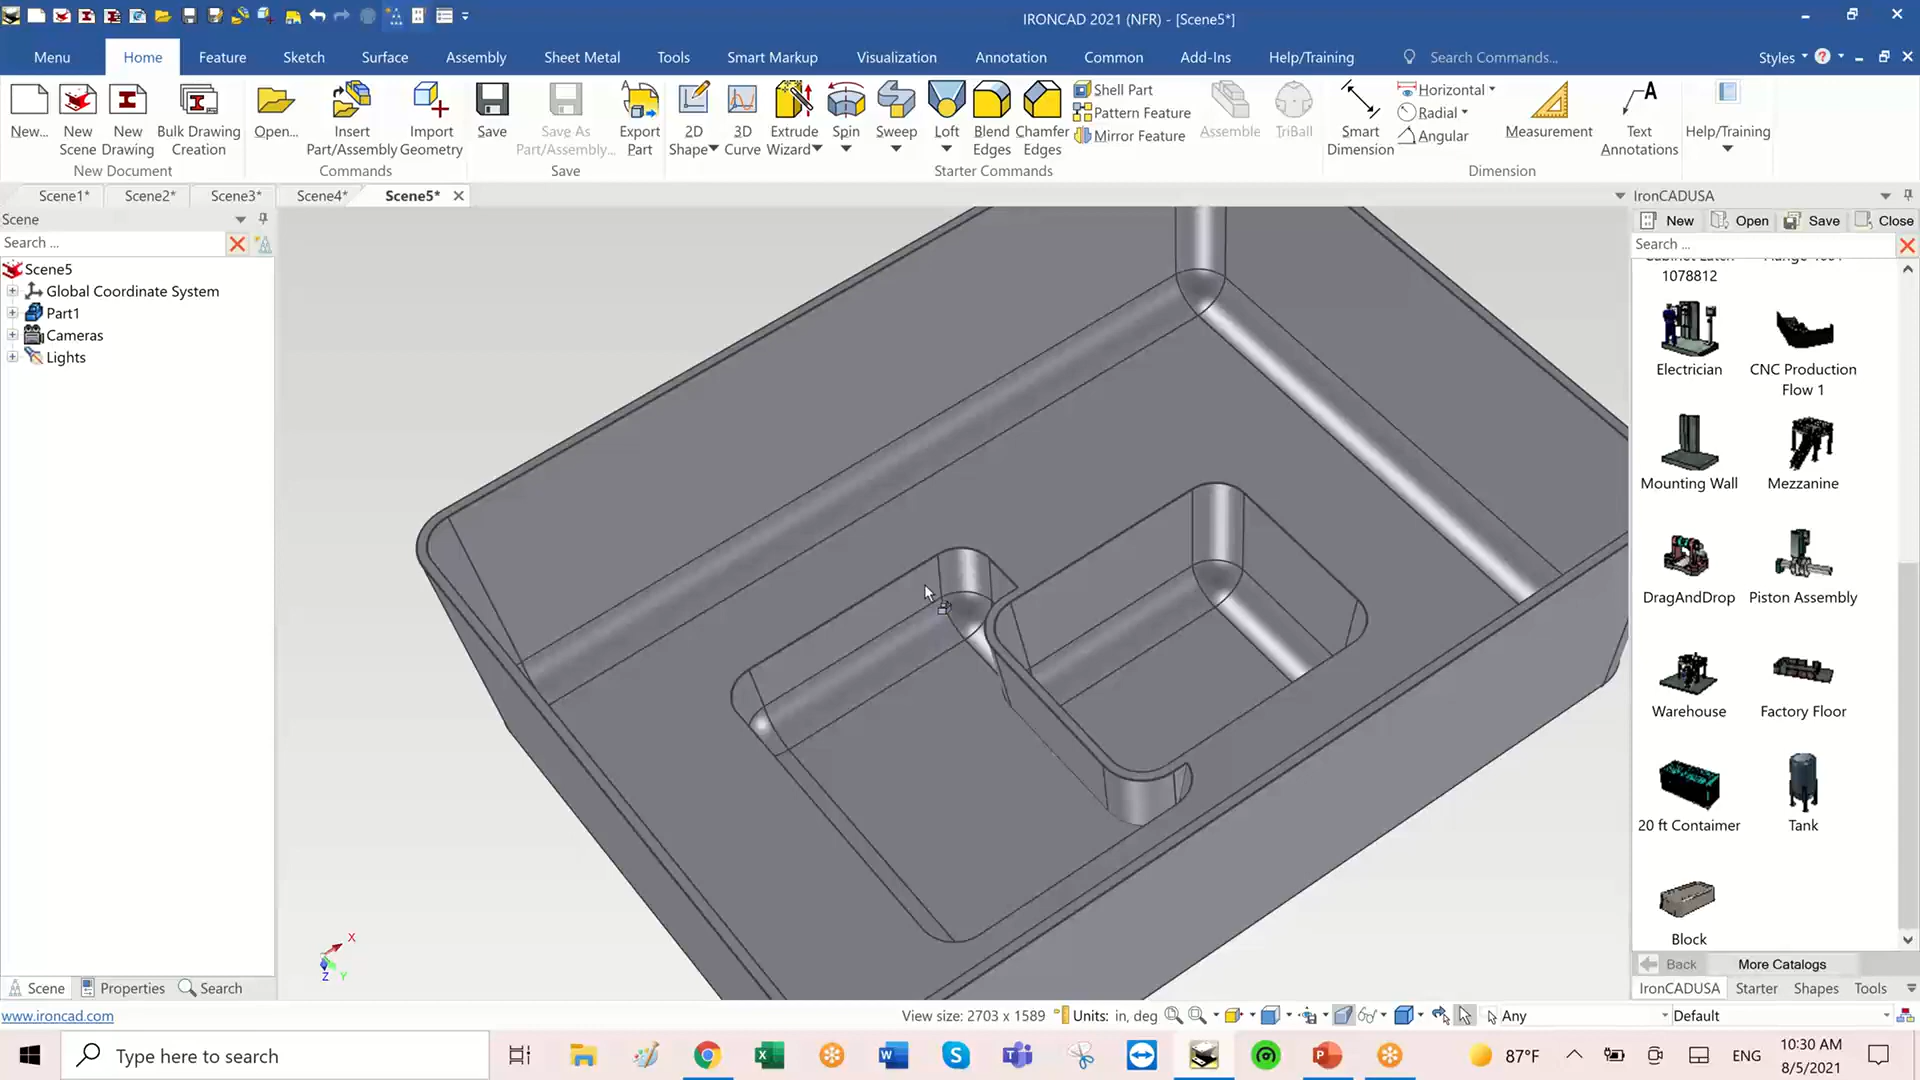 IRONCAD 2021 (NFR) - [Scene5*]
Menu Home Feature Sketch Surface Assembly Sheet Metal Tools Smart Markup Visualization Annotation Common Add-Ins Help/Training Search Commands... Styles
New... New Scene New Drawing Bulk Drawing Creation
New Document
Open... Insert Part/Assembly Import Geometry
Commands
Save Save As Part/Assembly... Export Part
Save
2D Shape 3D Curve Extrude Wizard Spin Sweep Loft Blend Edges Chamfer Edges
Shell Part
Pattern Feature
Mirror Feature
Assemble TriBall
Starter Commands
Smart Dimension
Horizontal
Radial
Angular
Measurement Text Annotations
Dimension
Help/Training
Scene1* Scene2* Scene3* Scene4* Scene5*
Scene
Search ...
Scene5
Global Coordinate System
Part1
Cameras
Lights
X
Z Y
IronCADUSA
New Open Save Close
Search ...
1078812
Electrician CNC Production Flow 1
Mounting Wall Mezzanine
DragAndDrop Piston Assembly
Warehouse Factory Floor
20 ft Contaimer Tank
Block
Back More Catalogs
IronCADUSA Starter Shapes Tools
Scene Properties Search
www.ironcad.com
View size: 2703 x 1589 Units: in, deg Any Default
Type here to search
87°F ENG 10:30 AM
8/5/2021